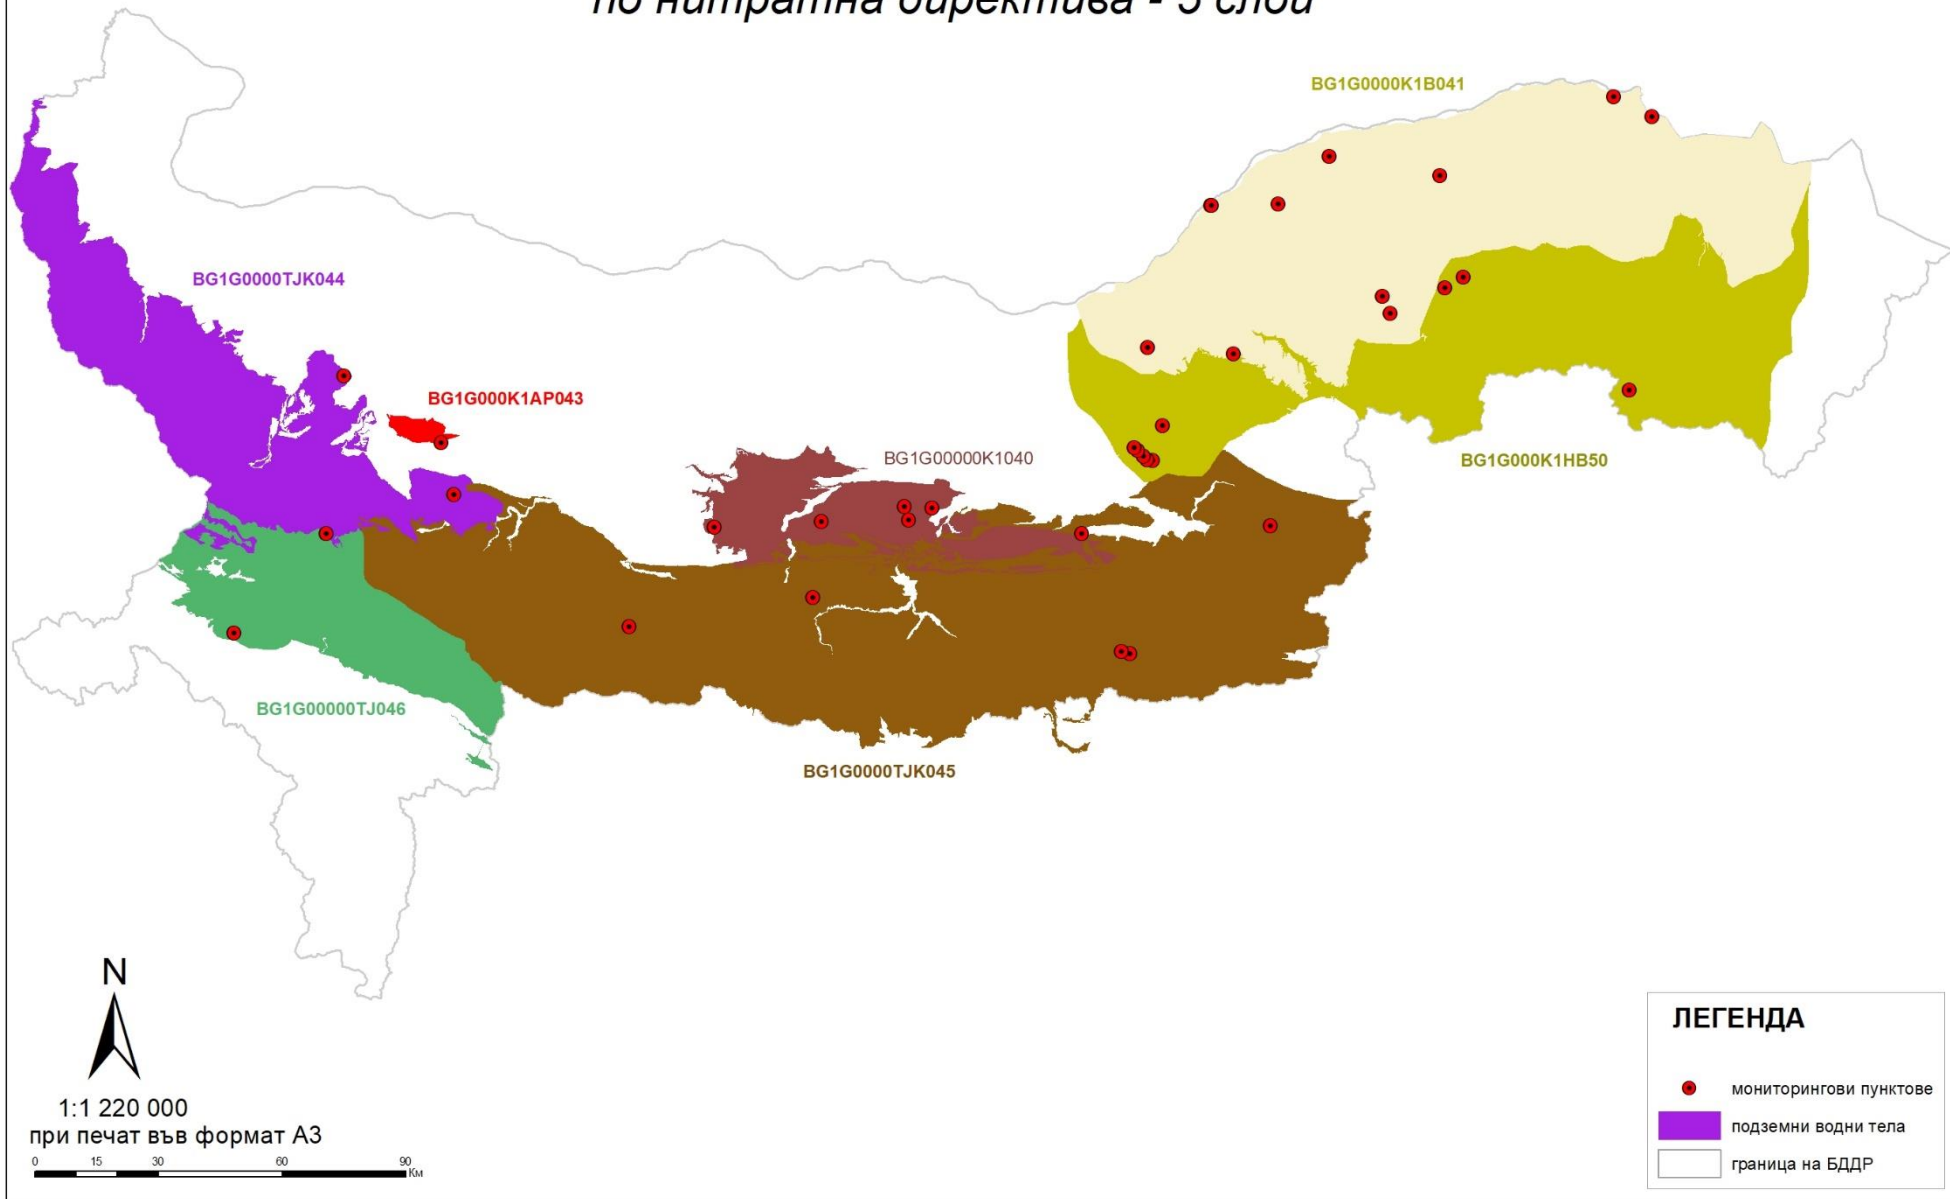 по нитратна директива - 5 слой
BG1G0000K1B041
BG1G0000TJK044
BG1G000K1AP043
BG1G00000K1040
BG1G000K1HB50
BG1G00000TJ046
BG1G0000TJK045
N
1:1 220 000
при печат във формат А3
0 15 30 60 90
Км
ЛЕГЕНДА
мониторингови пунктове
подземни водни тела
граница на БДДР